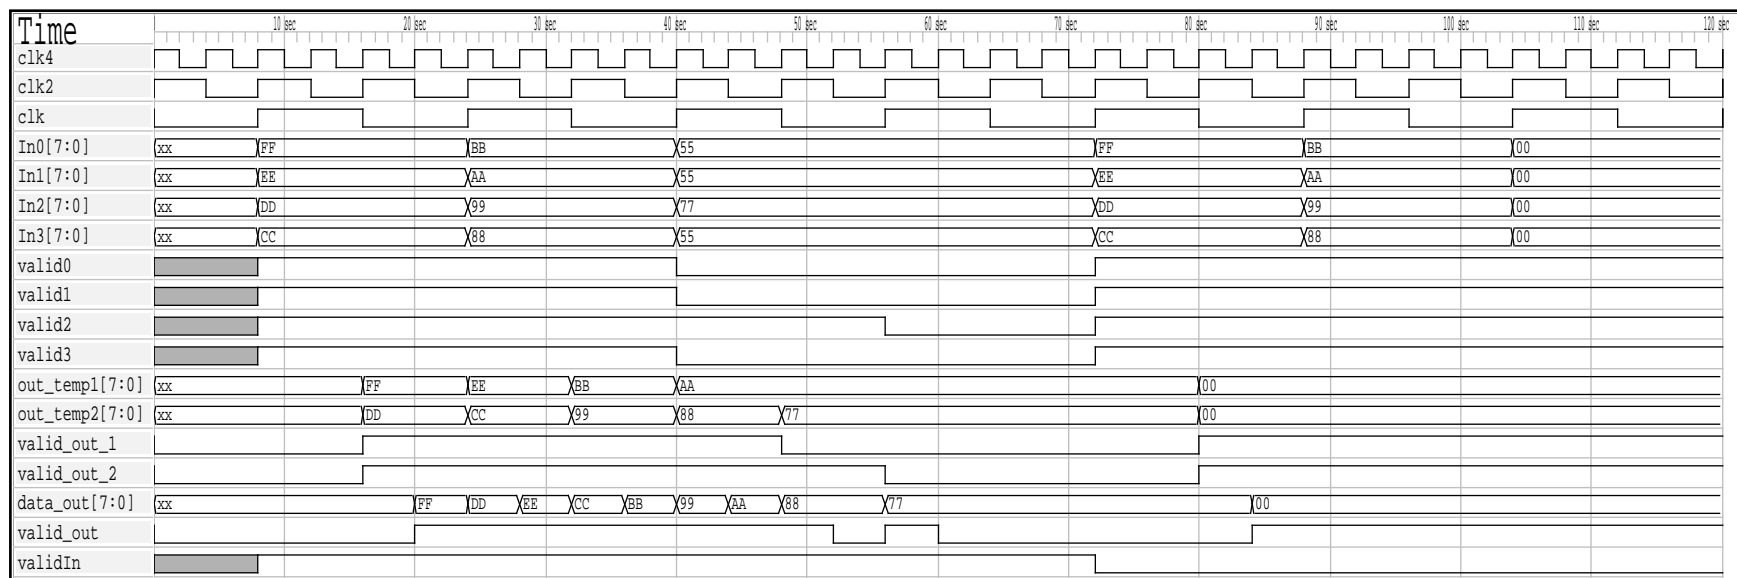 Time 10 sec 20 sec 30 sec 40 sec 50 sec 60 sec 70 sec 80 sec 90 sec 100 sec 110 sec 120 sec
clk4
clk2
clk
In0[7:0] xx FF BB 55 FF BB 00
In1[7:0] xx EE AA 55 EE AA 00
In2[7:0] xx DD 99 77 DD 99 00
In3[7:0] xx CC 88 55 CC 88 00
valid0
valid1
valid2
valid3
out_temp1[7:0] xx FF EE BB AA 00
out_temp2[7:0] xx DD CC 99 88 77 00
valid_out_1
valid_out_2
data_out[7:0] xx FF DD EE CC BB 99 AA 88 77 00
valid_out
validIn